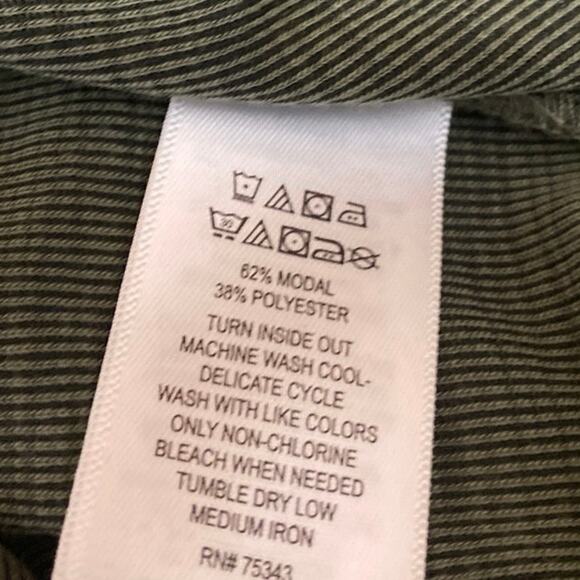 30
62% MODAL
38% POLYESTER
TURN INSIDE OUT
MACHINE WASH COOL-
DELICATE CYCLE
WASH WITH LIKE COLORS
ONLY NON-CHLORINE
BLEACH WHEN NEEDED
TUMBLE DRY LOW
MEDIUM IRON
RN# 75343